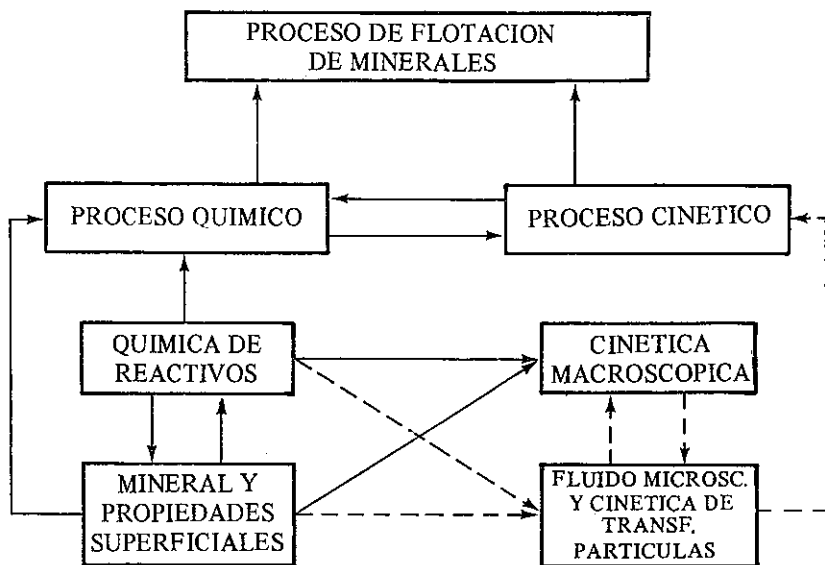 PROCESO DE FLOTACION
DE MINERALES
PROCESO QUIMICO
PROCESO CINETICO
QUIMICA DE
REACTIVOS
CINETICA
MACROSCOPICA
MINERAL Y
PROPIEDADES
SUPERFICIALES
FLUIDO MICROSC.
Y CINETICA DE
TRANSF.
PARTICULAS